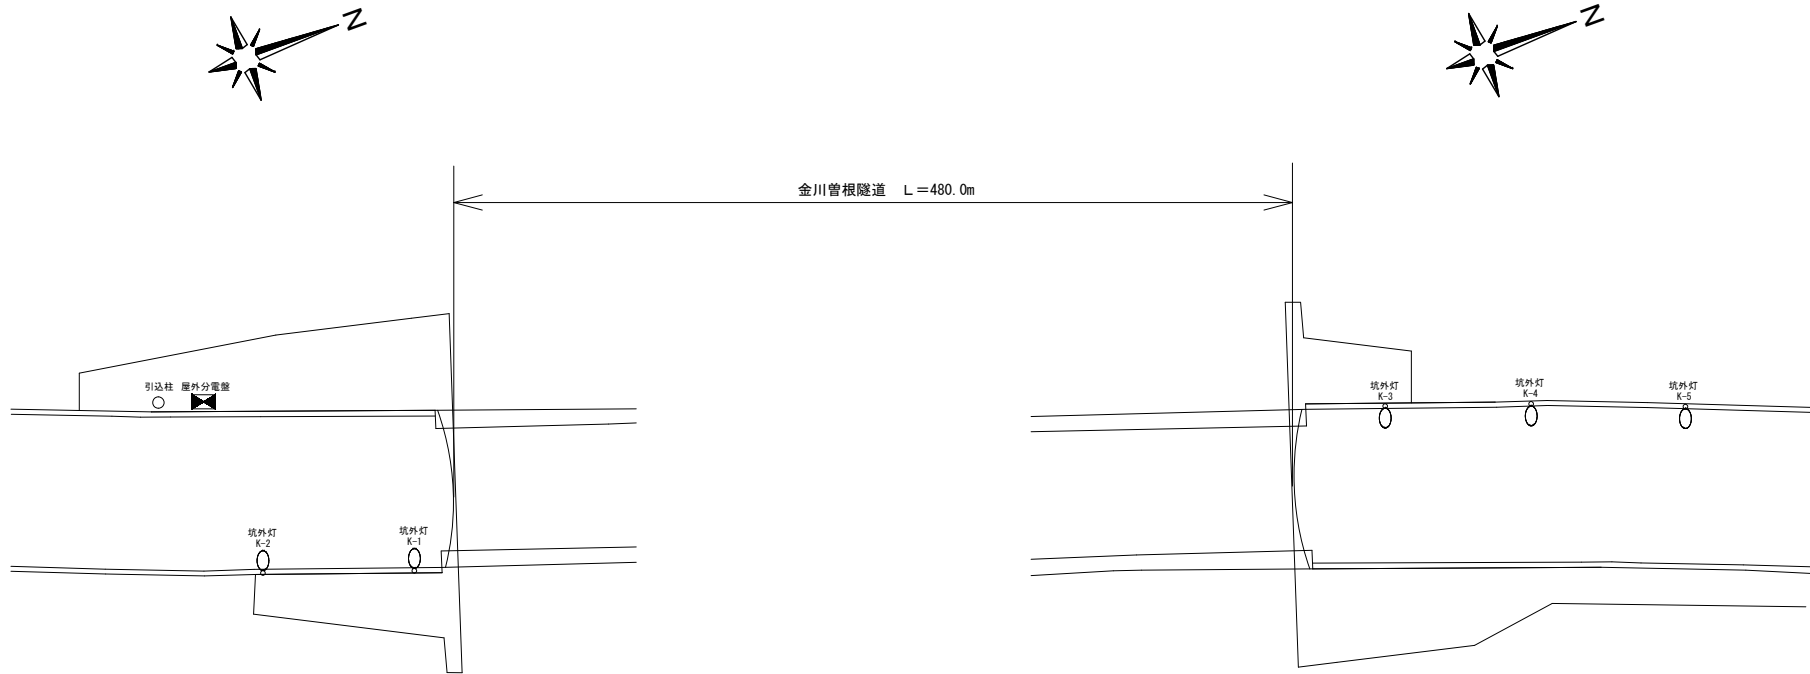 N
N
金川曽根隧道　L=480.0m
引込柱
屋外分電盤
坑外灯
K-3
坑外灯
K-4
坑外灯
K-5
坑外灯
K-2
坑外灯
K-1